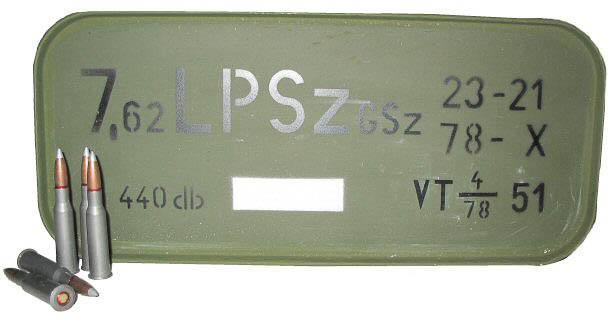 7,62 LPSz GSz
440 db
23-21
78- X
VT 4/78 51